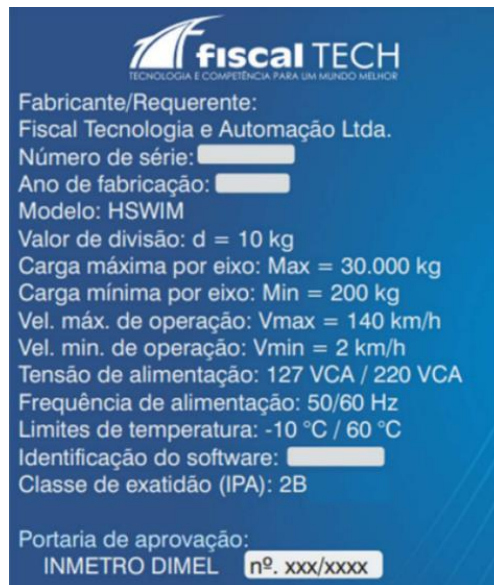 fiscal TECH
TECNOLOGIA E COMPETÊNCIA PARA UM MUNDO MELHOR
Fabricante/Requerente:
Fiscal Tecnologia e Automação Ltda.
Número de série:
Ano de fabricação:
Modelo: HSWIM
Valor de divisão: d = 10 kg
Carga máxima por eixo: Max = 30.000 kg
Carga mínima por eixo: Min = 200 kg
Vel. máx. de operação: Vmax = 140 km/h
Vel. min. de operação: Vmin = 2 km/h
Tensão de alimentação: 127 VCA / 220 VCA
Frequência de alimentação: 50/60 Hz
Limites de temperatura: -10 °C / 60 °C
Identificação do software:
Classe de exatidão (IPA): 2B
Portaria de aprovação:
INMETRO DIMEL nº. xxx/xxxx